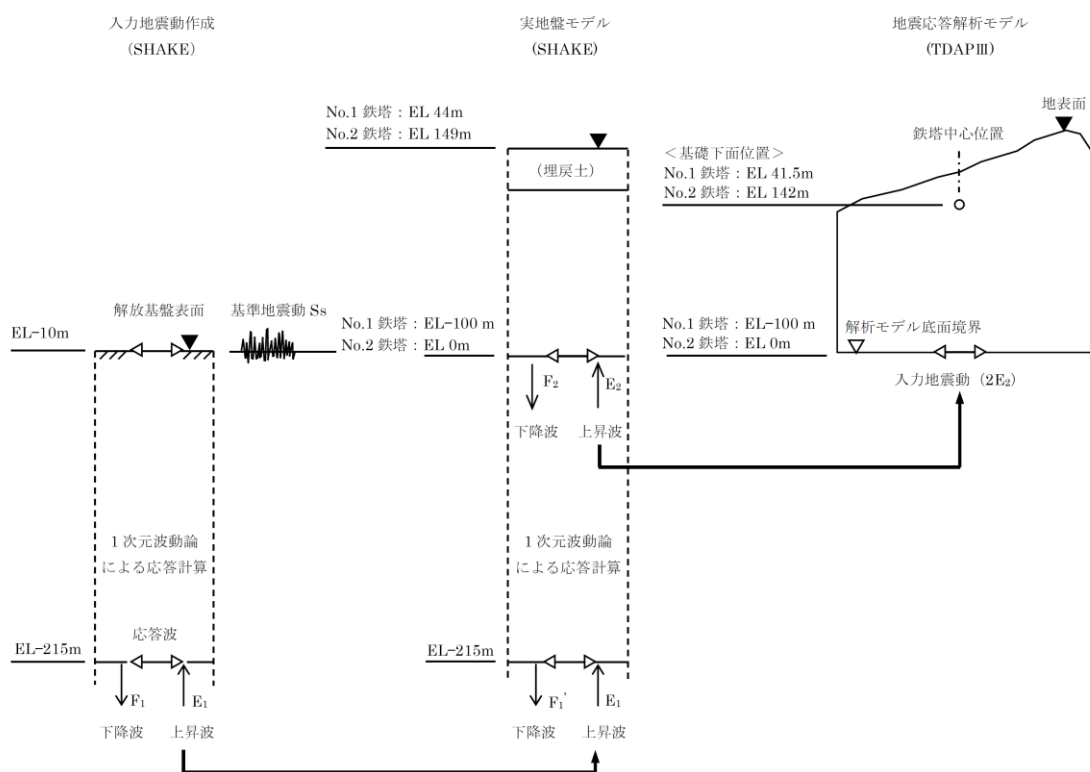 入力地震動作成
(SHAKE)
実地盤モデル
(SHAKE)
地震応答解析モデル
(TDAPⅢ)
No.1 鉄塔：EL 44m
No.2 鉄塔：EL 149m
(埋戻土)
＜基礎下面位置＞
No.1 鉄塔：EL 41.5m
No.2 鉄塔：EL 142m
鉄塔中心位置
地表面
EL-10m
解放基盤表面
基準地震動 Ss
No.1 鉄塔：EL-100 m
No.2 鉄塔：EL 0m
F₂
E₂
下降波
上昇波
No.1 鉄塔：EL-100 m
No.2 鉄塔：EL 0m
解析モデル底面境界
入力地震動（2E₂）
1 次元波動論
による応答計算
1 次元波動論
による応答計算
EL-215m
応答波
F₁
E₁
下降波
上昇波
EL-215m
F₁'
E₁
下降波
上昇波